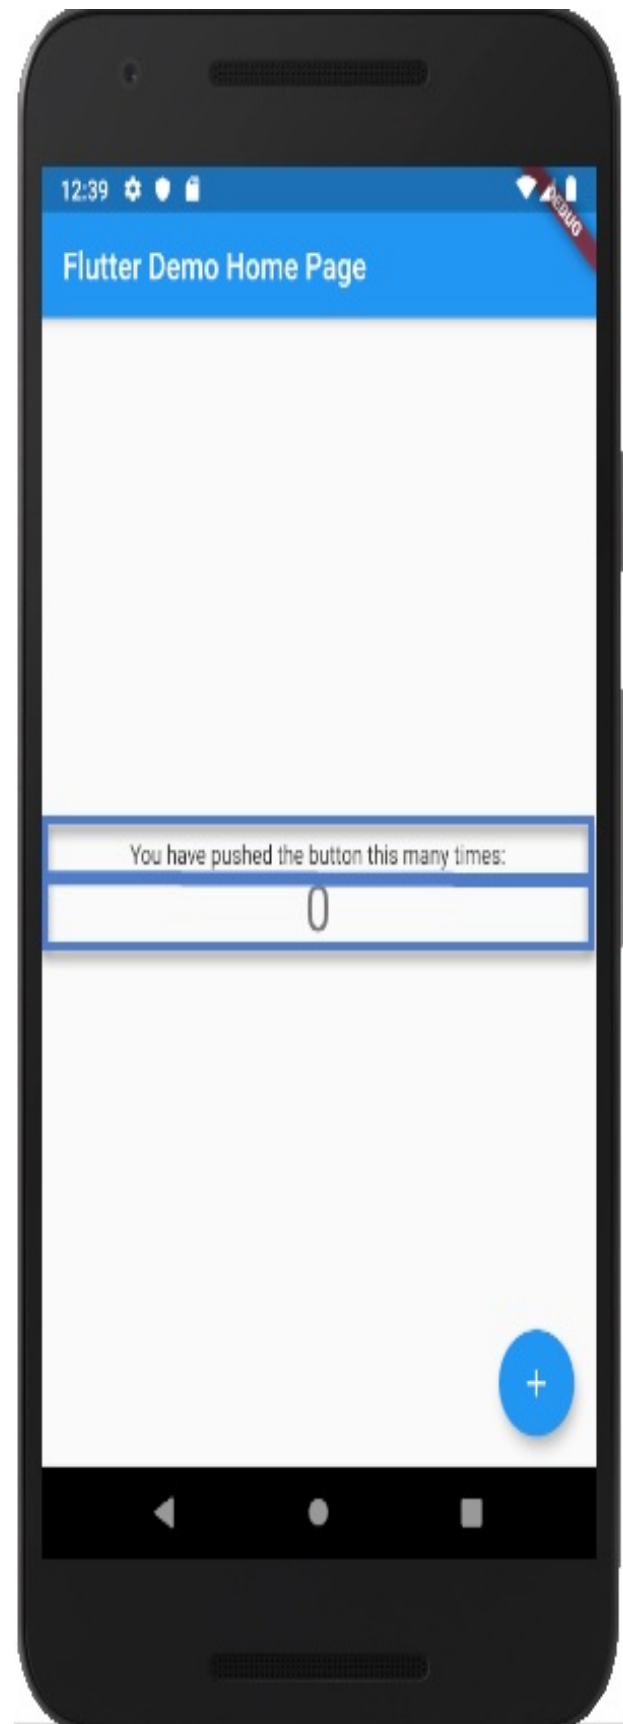 12:39
DEBUG
Flutter Demo Home Page
You have pushed the button this many times:
0
+